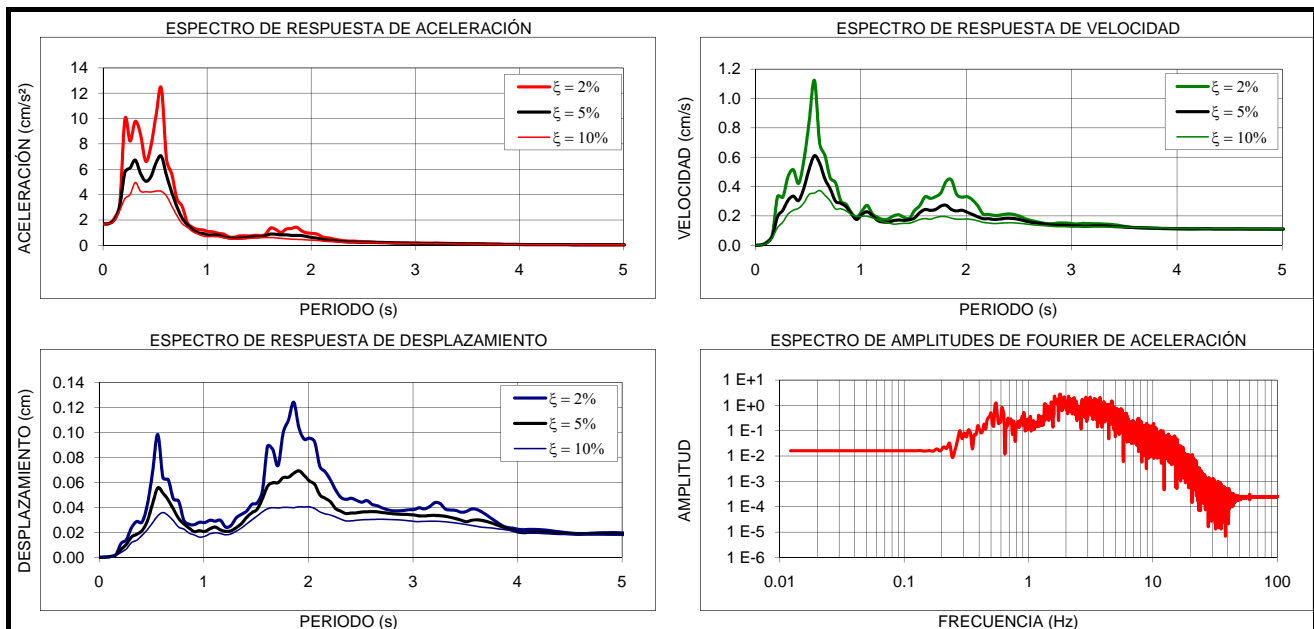 ESPECTRO DE RESPUESTA DE ACELERACIÓN
ACELERACIÓN (cm/s²)
14
12
10
8
6
4
2
0
ξ = 2%
ξ = 5%
ξ = 10%
0 1 2 3 4 5
PERIODO (s)
ESPECTRO DE RESPUESTA DE VELOCIDAD
VELOCIDAD (cm/s)
1.2
1.0
0.8
0.6
0.4
0.2
0.0
ξ = 2%
ξ = 5%
ξ = 10%
0 1 2 3 4 5
PERIODO (s)
ESPECTRO DE RESPUESTA DE DESPLAZAMIENTO
DESPLAZAMIENTO (cm)
0.14
0.12
0.10
0.08
0.06
0.04
0.02
0.00
ξ = 2%
ξ = 5%
ξ = 10%
0 1 2 3 4 5
PERIODO (s)
ESPECTRO DE AMPLITUDES DE FOURIER DE ACELERACIÓN
AMPLITUD
1 E+1
1 E+0
1 E-1
1 E-2
1 E-3
1 E-4
1 E-5
1 E-6
0.01 0.1 1 10 100
FRECUENCIA (Hz)